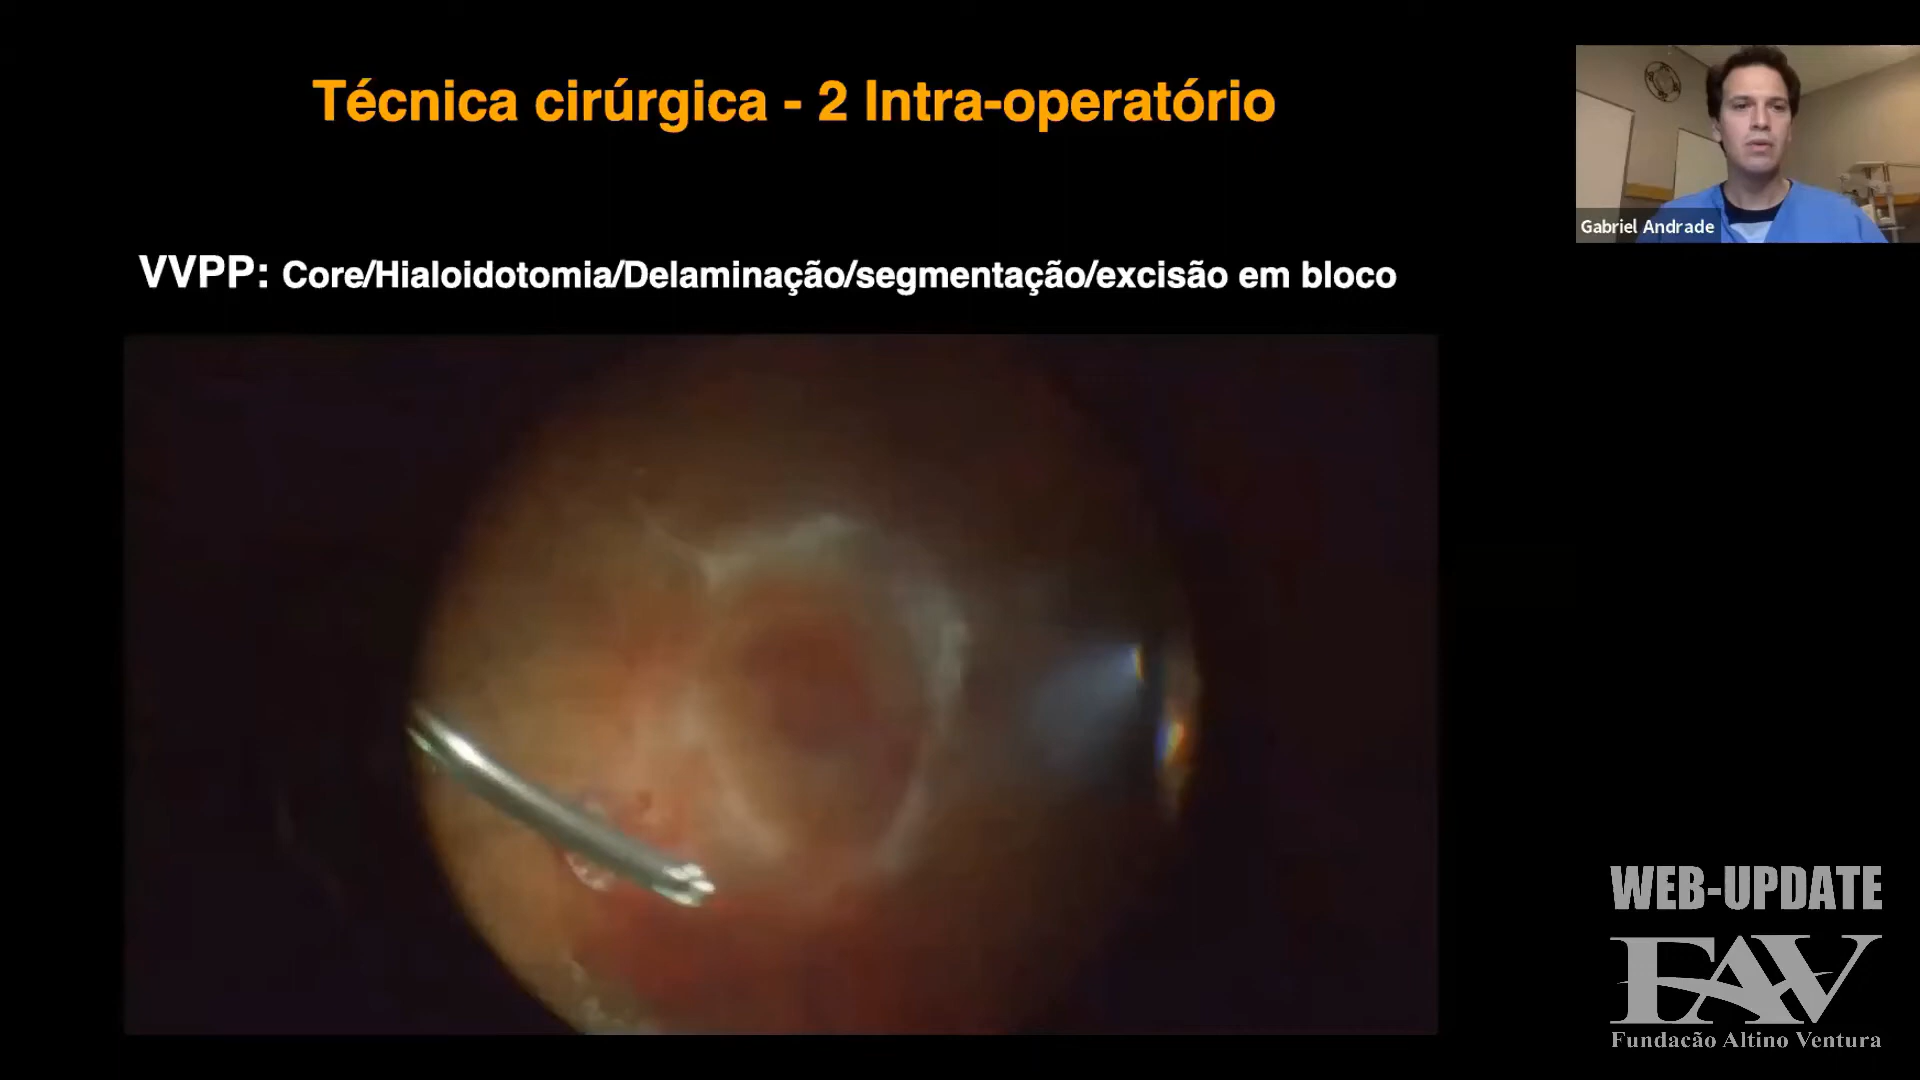 Técnica cirúrgica - 2 Intra-operatório
Gabriel Andrade
VVPP: Core/Hialoidotomia/Delaminação/segmentação/excisão em bloco
WEB-UPDATE
FAV
Fundacão Altino Ventura